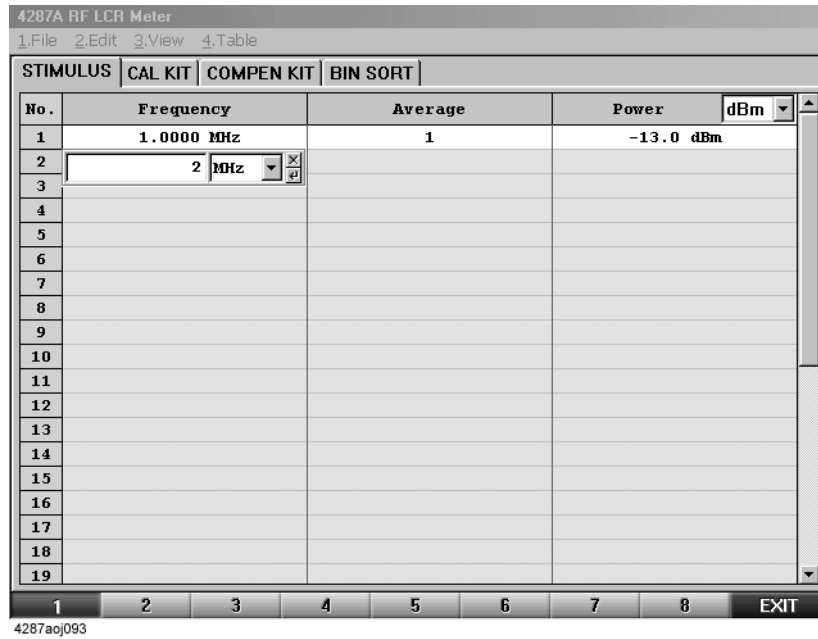 4287A RF LCR Meter
1.File 2.Edit 3.View 4.Table
STIMULUS CAL KIT COMPEN KIT BIN SORT
No. Frequency Average Power dBm
1 1.0000 MHz 1 -13.0 dBm
2 2 MHz
3
4
5
6
7
8
9
10
11
12
13
14
15
16
17
18
19
1 2 3 4 5 6 7 8 EXIT
4287aoj093